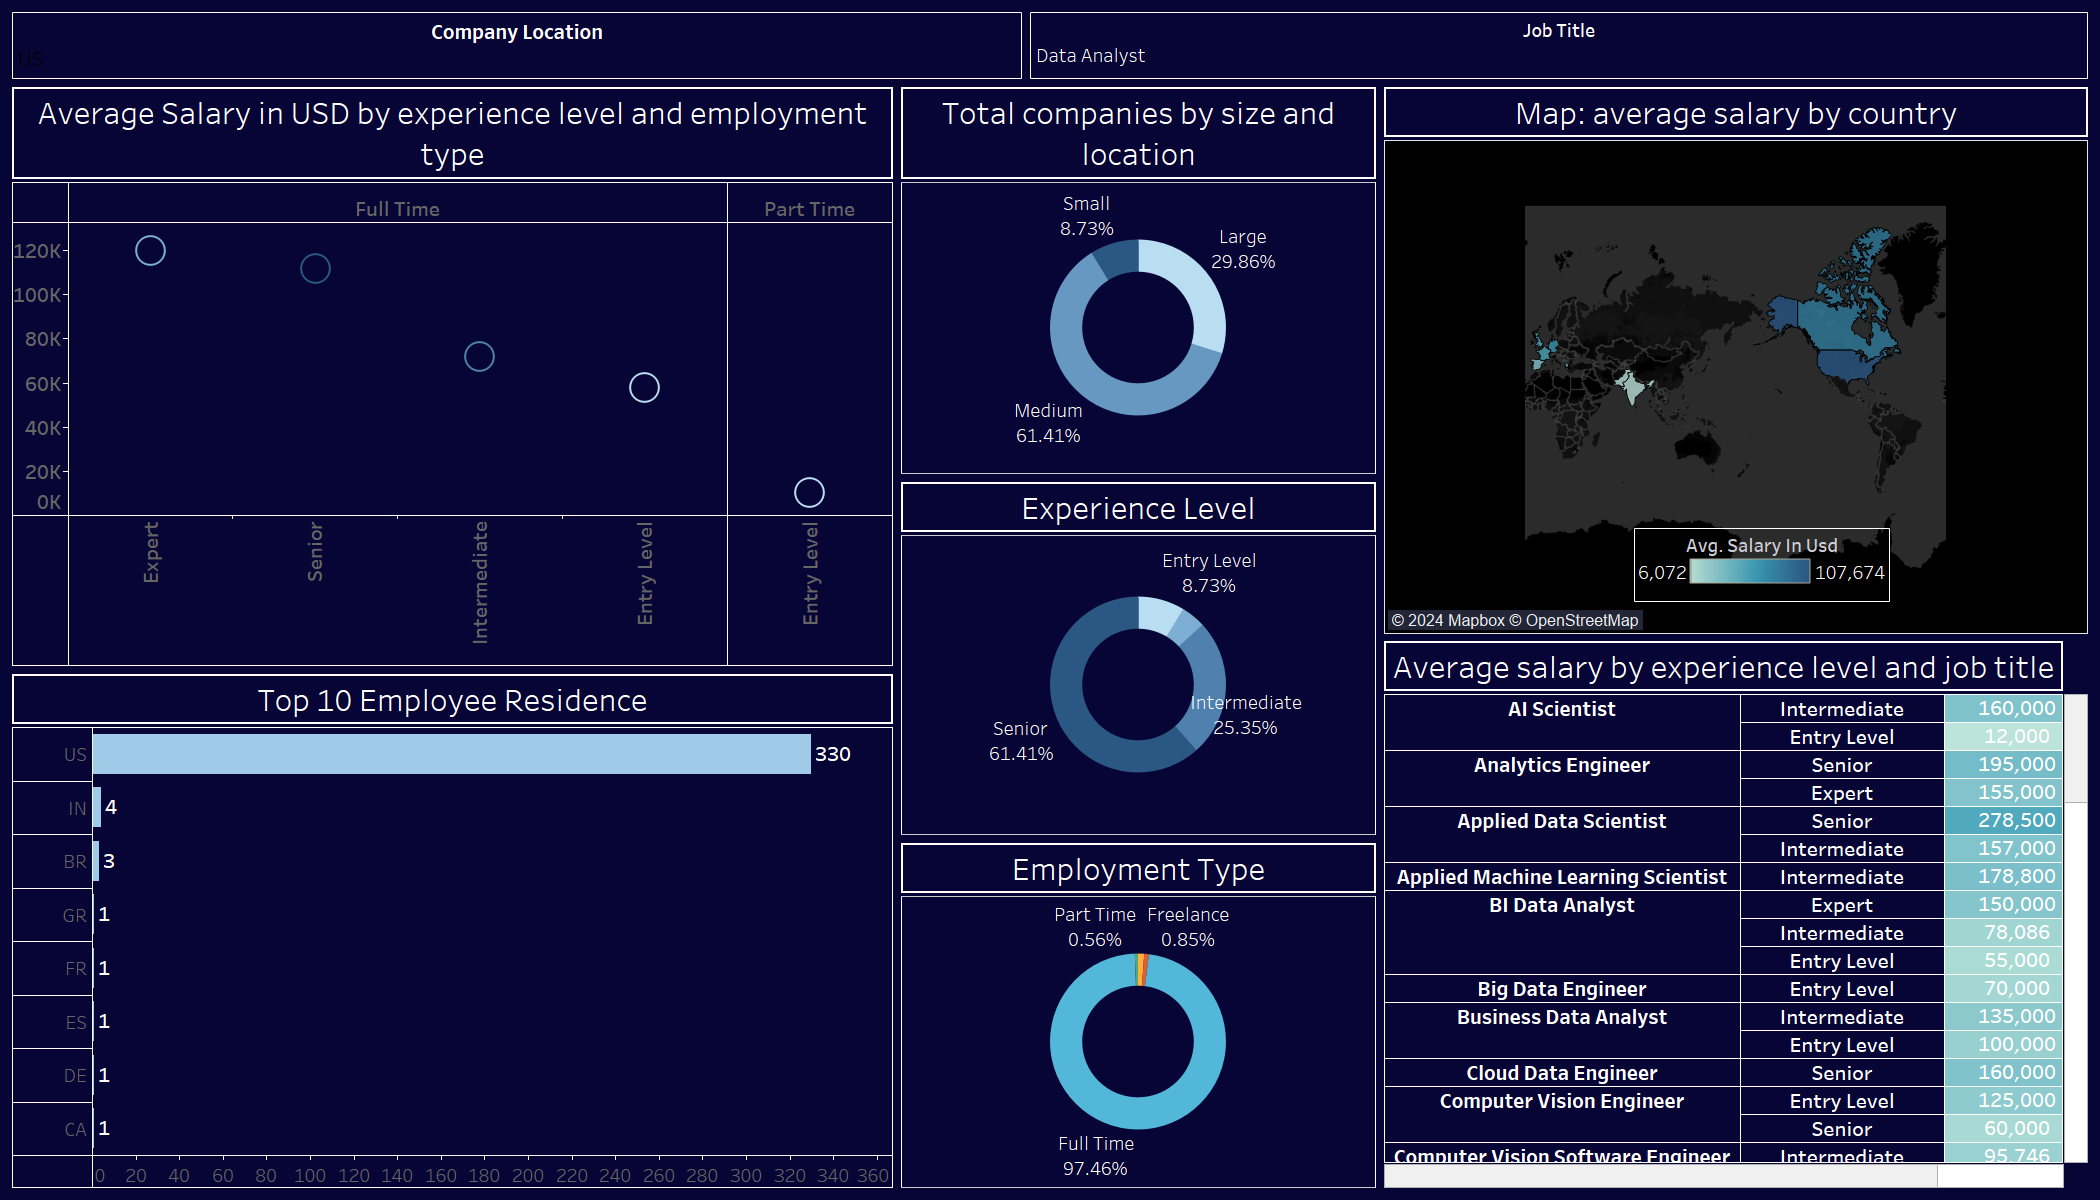 Company Location
US
Job Title
Data Analyst
Average Salary in USD by experience level and employment
type
Full Time
Part Time
120K
100K
80K
60K
40K
20K
0K
Expert
Senior
Intermediate
Entry Level
Entry Level
Top 10 Employee Residence
US 330
IN 4
BR 3
GR 1
FR 1
ES 1
DE 1
CA 1
0 20 40 60 80 100 120 140 160 180 200 220 240 260 280 300 320 340 360
Total companies by size and
location
Small
8.73%
Large
29.86%
Medium
61.41%
Experience Level
Entry Level
8.73%
Intermediate
25.35%
Senior
61.41%
Employment Type
Part Time
0.56%
Freelance
0.85%
Full Time
97.46%
Map: average salary by country
Avg. Salary In Usd
6,072 107,674
© 2024 Mapbox © OpenStreetMap
Average salary by experience level and job title
AI Scientist Intermediate 160,000
Entry Level 12,000
Analytics Engineer Senior 195,000
Expert 155,000
Applied Data Scientist Senior 278,500
Intermediate 157,000
Applied Machine Learning Scientist Intermediate 178,800
BI Data Analyst Expert 150,000
Intermediate 78,086
Entry Level 55,000
Big Data Engineer Entry Level 70,000
Business Data Analyst Intermediate 135,000
Entry Level 100,000
Cloud Data Engineer Senior 160,000
Computer Vision Engineer Entry Level 125,000
Senior 60,000
Computer Vision Software Engineer Intermediate 95,746